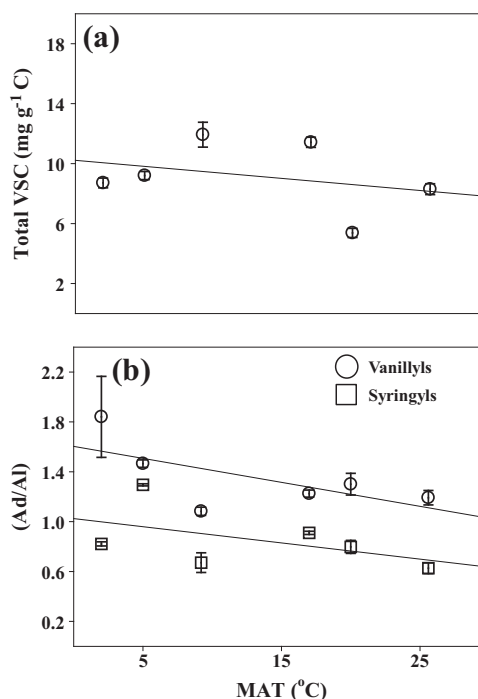 (a)
Total VSC (mg g⁻¹ C)
18
14
10
6
2
(b)
Vanillyls
Syringyls
(Ad/Al)
2.2
1.8
1.4
1.0
0.6
0.2
5
15
25
MAT (°C)